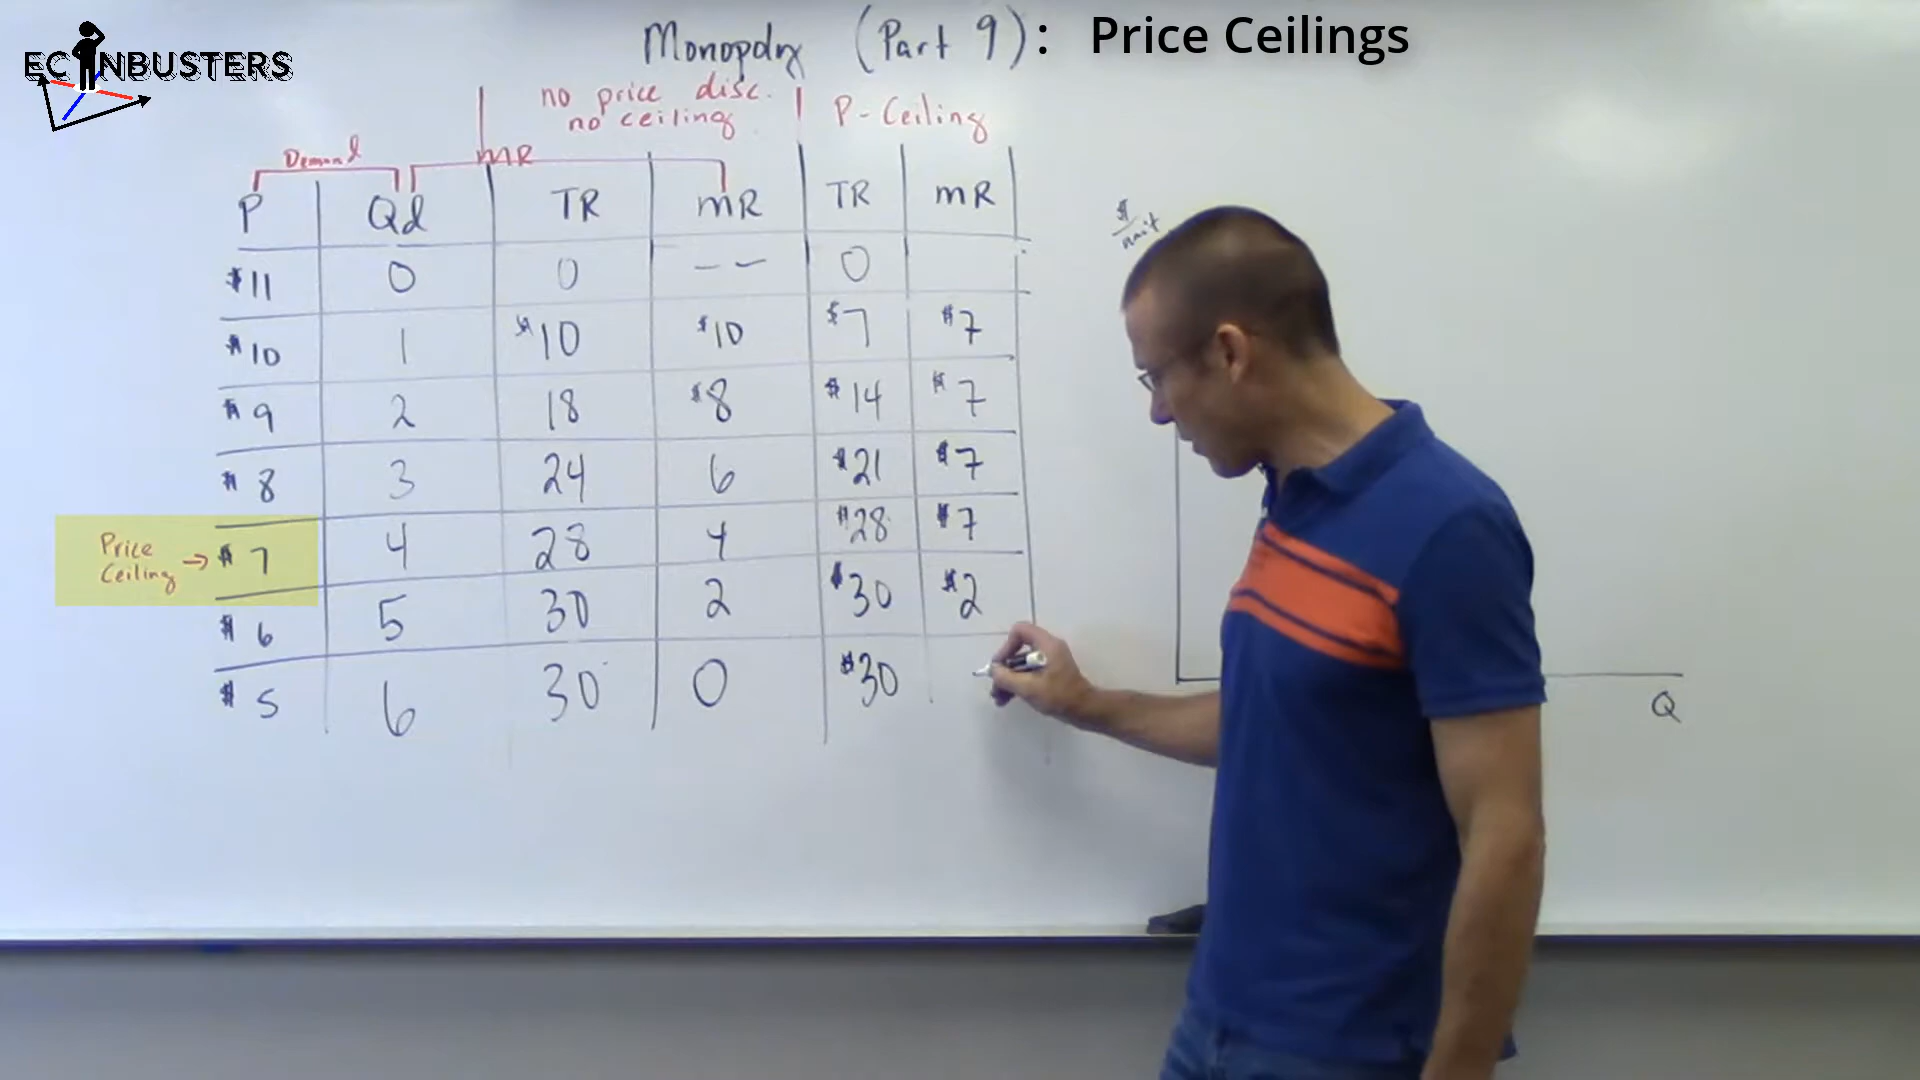 ECONBUSTERS
Monopoly (Part 9): Price Ceilings
no price disc.
no ceiling
P-Ceiling
Demand
MR
P Qd TR MR TR MR
$11 0 0 -- 0
$10 1 $10 $10 $7 $7
$9 2 18 $8 $14 $7
$8 3 24 6 $21 $7
Price Ceiling → $7 4 28 4 $28 $7
$6 5 30 2 $30 $2
$5 6 30 0 $30
$/unit
Q